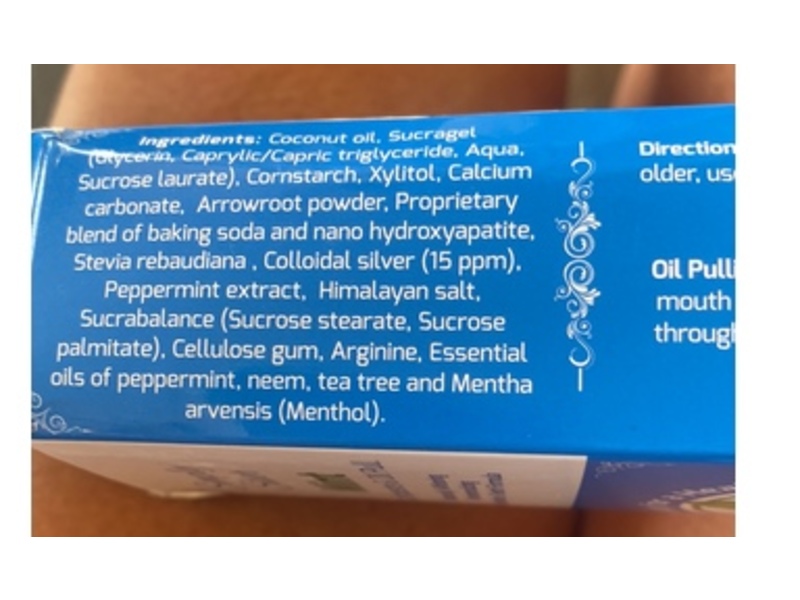 Ingredients: Coconut oil, Sucragel
(Glycerin, Caprylic/Capric triglyceride, Aqua,
Sucrose laurate), Cornstarch, Xylitol, Calcium
carbonate, Arrowroot powder, Proprietary
blend of baking soda and nano hydroxyapatite,
Stevia rebaudiana , Colloidal silver (15 ppm),
Peppermint extract, Himalayan salt,
Sucrabalance (Sucrose stearate, Sucrose
palmitate), Cellulose gum, Arginine, Essential
oils of peppermint, neem, tea tree and Mentha
arvensis (Menthol).
Direction
older, us
Oil Pulli
mouth
through